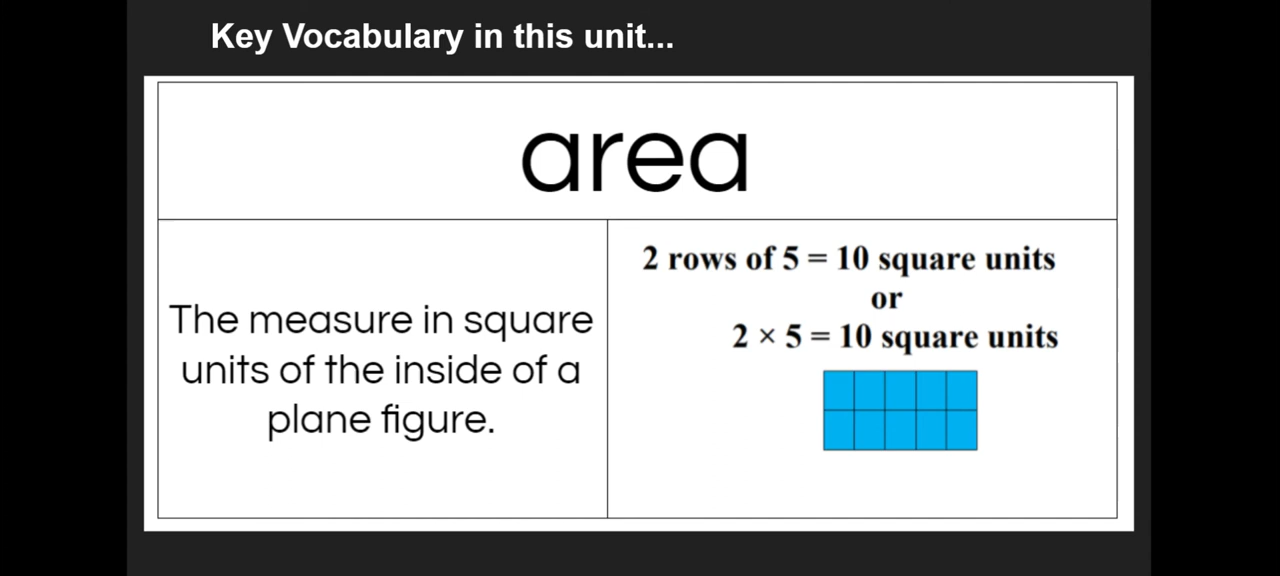 Key Vocabulary in this unit...
area
The measure in square
units of the inside of a
plane figure.
2 rows of 5 = 10 square units
or
2 × 5 = 10 square units